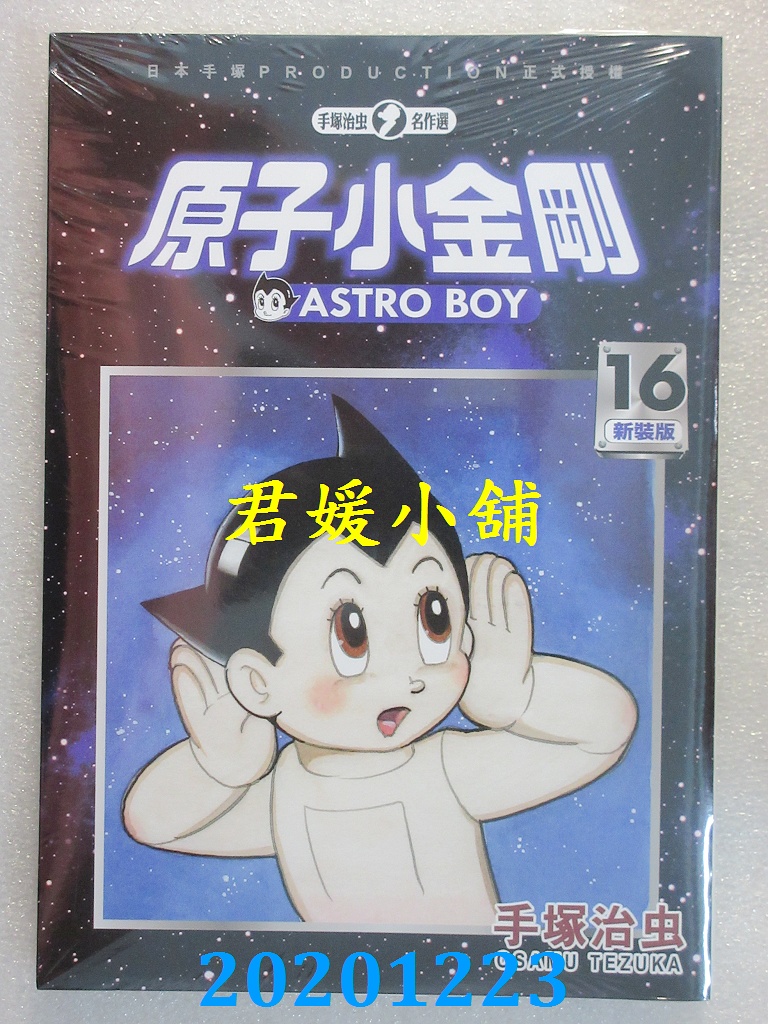 日本手塚PRODUCTION正式授權
手塚治虫 名作選
原子小金剛
ASTRO BOY
16
新裝版
君媛小舖
手塚治虫
OSAMU TEZUKA
20201223